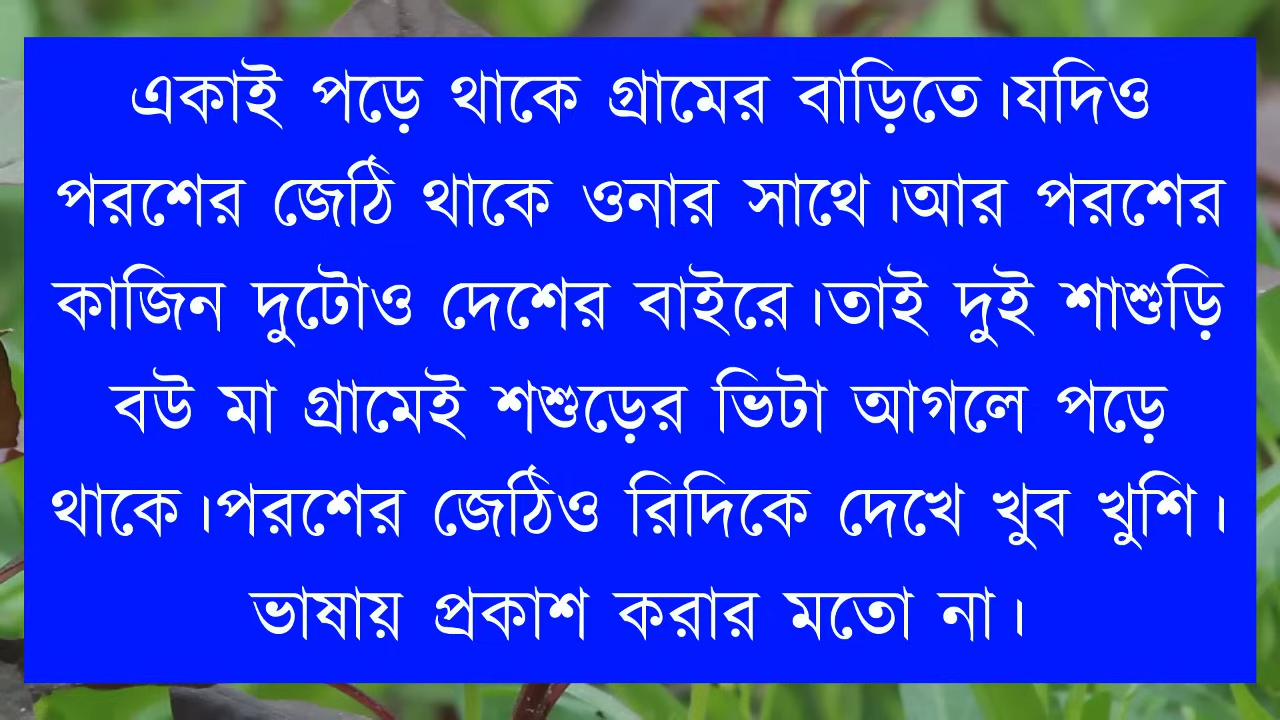 একাই পড়ে থাকে গ্রামের বাড়িতে।যদিও
পরশের জেঠি থাকে ওনার সাথে।আর পরশের
কাজিন দুটোও দেশের বাইরে।তাই দুই শাশুড়ি
বউ মা গ্রামেই শশুড়ের ভিটা আগলে পড়ে
থাকে।পরশের জেঠিও রিদিকে দেখে খুব খুশি।
ভাষায় প্রকাশ করার মতো না।